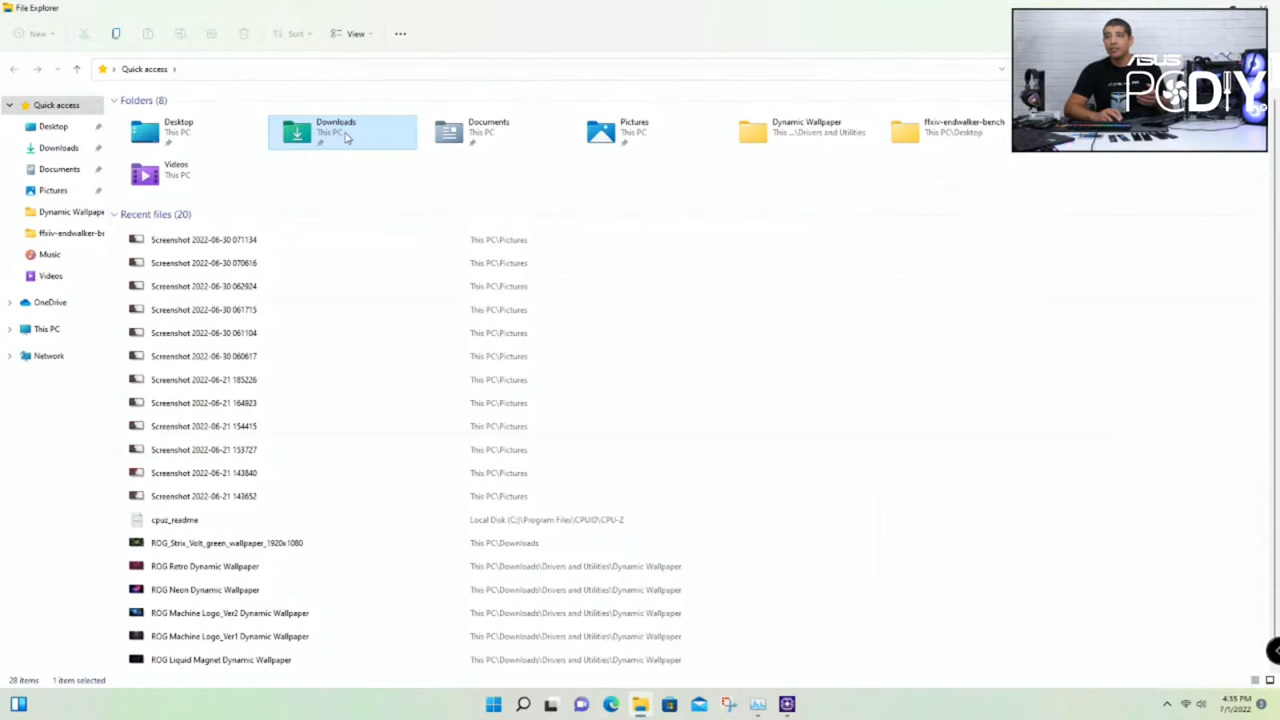 File Explorer
New
Sort
View
Quick access
Quick access
Desktop
Downloads
Documents
Pictures
Dynamic Wallpape
ffxiv-endwalker-be
Music
Videos
OneDrive
This PC
Network
Folders (8)
Desktop
This PC
Downloads
This PC
Documents
This PC
Pictures
This PC
Dynamic Wallpaper
This ...\Drivers and Utilities
ffxiv-endwalker-bench
This PC\Desktop
Videos
This PC
Recent files (20)
Screenshot 2022-06-30 071134 This PC\Pictures
Screenshot 2022-06-30 070616 This PC\Pictures
Screenshot 2022-06-30 062924 This PC\Pictures
Screenshot 2022-06-30 061715 This PC\Pictures
Screenshot 2022-06-30 061104 This PC\Pictures
Screenshot 2022-06-30 060617 This PC\Pictures
Screenshot 2022-06-21 185226 This PC\Pictures
Screenshot 2022-06-21 164923 This PC\Pictures
Screenshot 2022-06-21 154415 This PC\Pictures
Screenshot 2022-06-21 153727 This PC\Pictures
Screenshot 2022-06-21 143840 This PC\Pictures
Screenshot 2022-06-21 143652 This PC\Pictures
cpuz_readme Local Disk (C:)\Program Files\CPUID\CPU-Z
ROG_Strix_Volt_green_wallpaper_1920x1080 This PC\Downloads
ROG Retro Dynamic Wallpaper This PC\Downloads\Drivers and Utilities\Dynamic Wallpaper
ROG Neon Dynamic Wallpaper This PC\Downloads\Drivers and Utilities\Dynamic Wallpaper
ROG Machine Logo_Ver2 Dynamic Wallpaper This PC\Downloads\Drivers and Utilities\Dynamic Wallpaper
ROG Machine Logo_Ver1 Dynamic Wallpaper This PC\Downloads\Drivers and Utilities\Dynamic Wallpaper
ROG Liquid Magnet Dynamic Wallpaper This PC\Downloads\Drivers and Utilities\Dynamic Wallpaper
28 items 1 item selected
4:35 PM
7/1/2022
3
ASUS
PCDIY